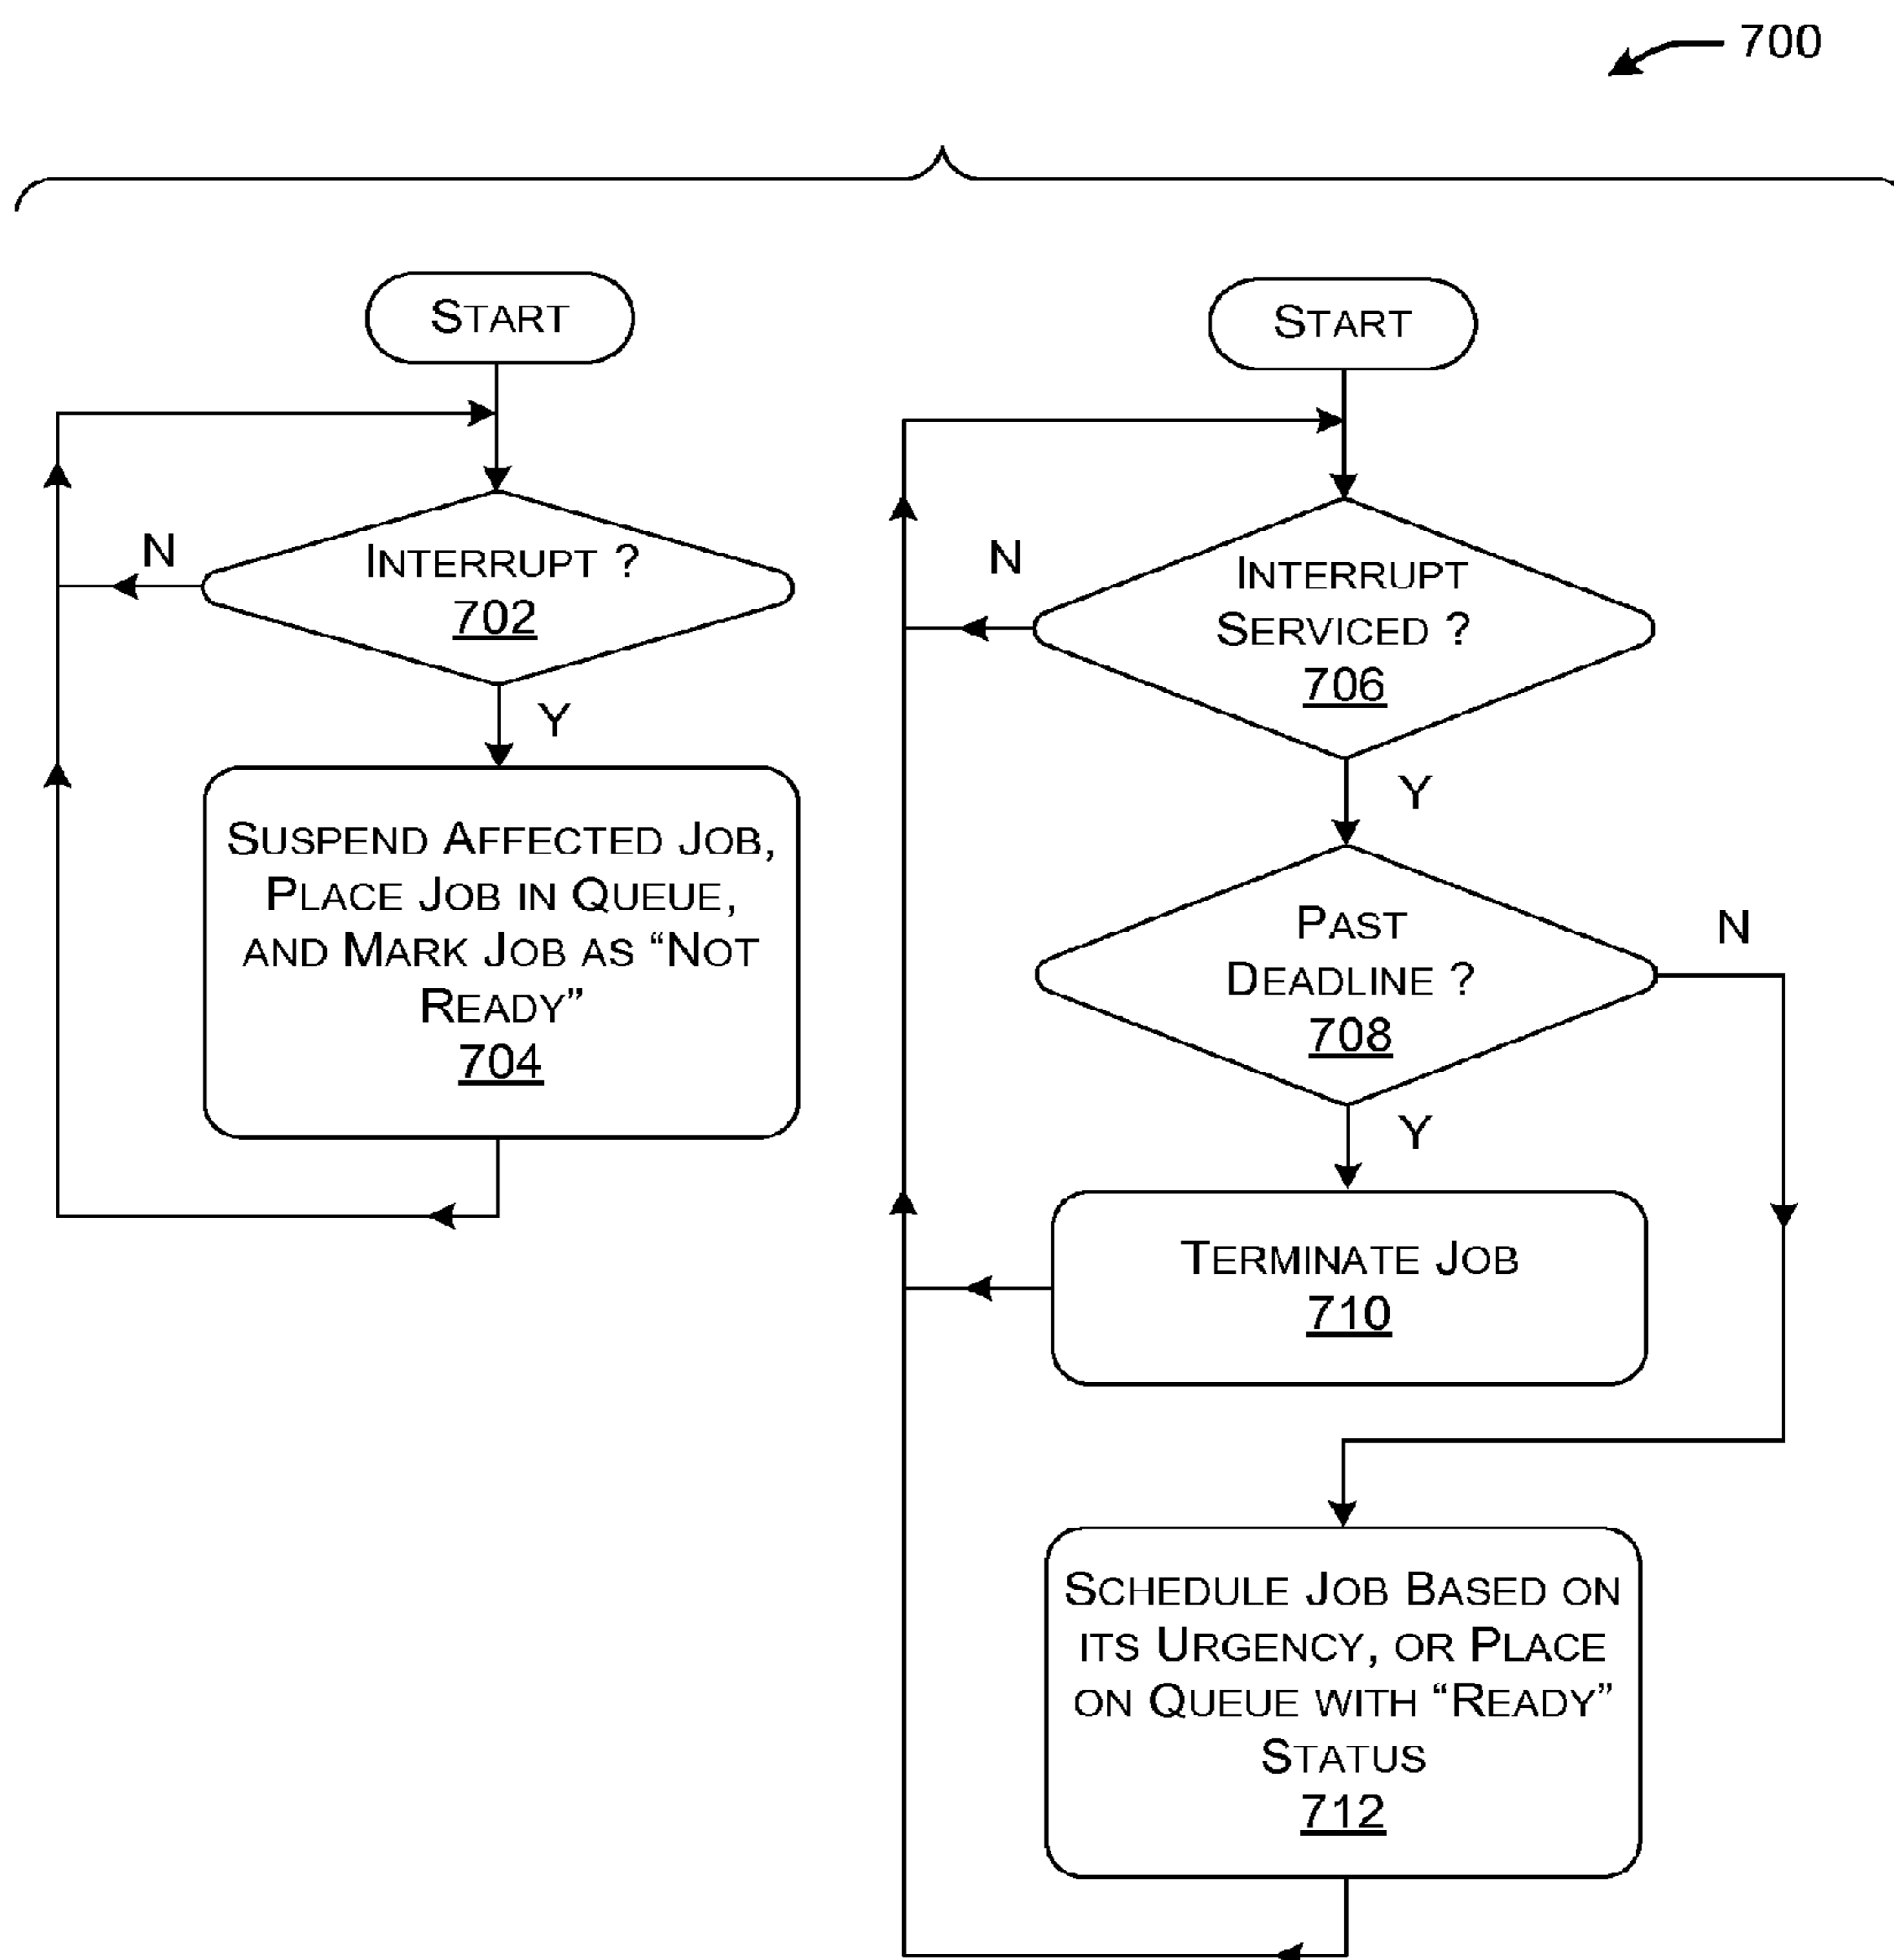 700
START
INTERRUPT ?
702
N
Y
SUSPEND AFFECTED JOB,
PLACE JOB IN QUEUE,
AND MARK JOB AS “NOT
READY”
704
START
INTERRUPT
SERVICED ?
706
N
Y
PAST
DEADLINE ?
708
N
Y
TERMINATE JOB
710
SCHEDULE JOB BASED ON
ITS URGENCY, OR PLACE
ON QUEUE WITH “READY”
STATUS
712